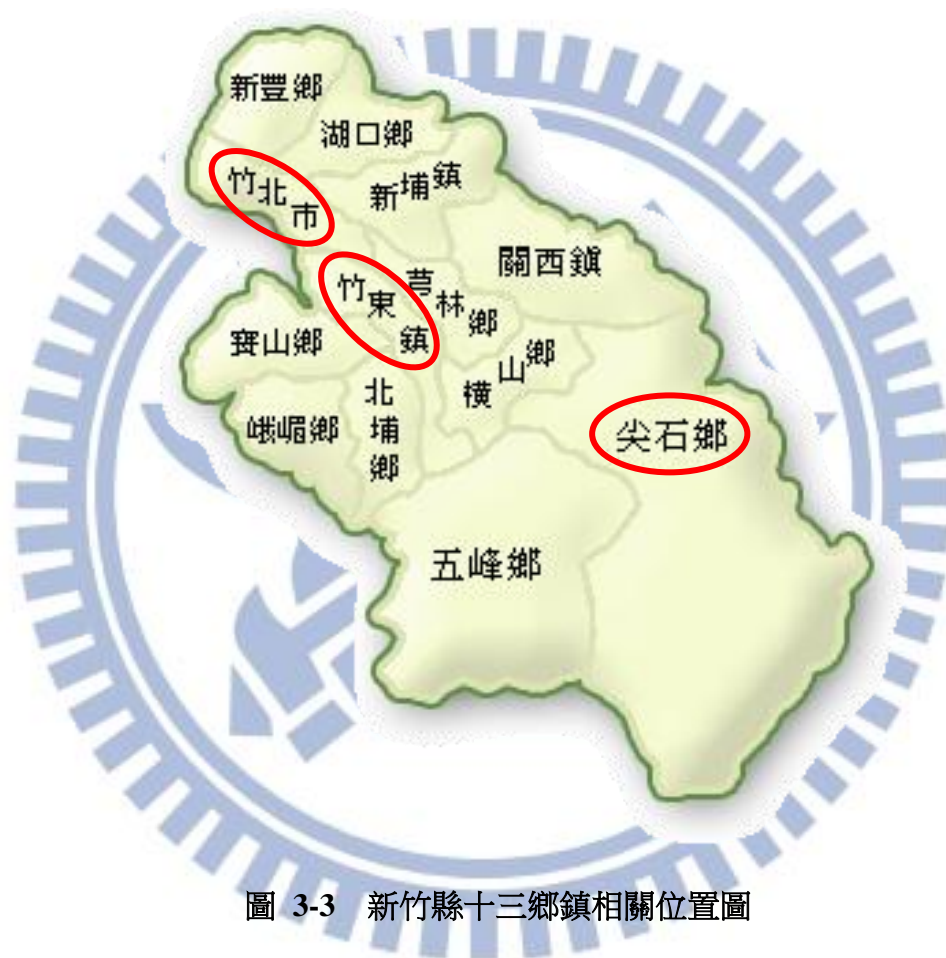 新豐鄉
湖口鄉
竹北市
新埔鎮
關西鎮
竹東鎮
芎林鄉
寶山鄉
橫山鄉
北埔鄉
峨嵋鄉
尖石鄉
五峰鄉
圖 3-3 新竹縣十三鄉鎮相關位置圖